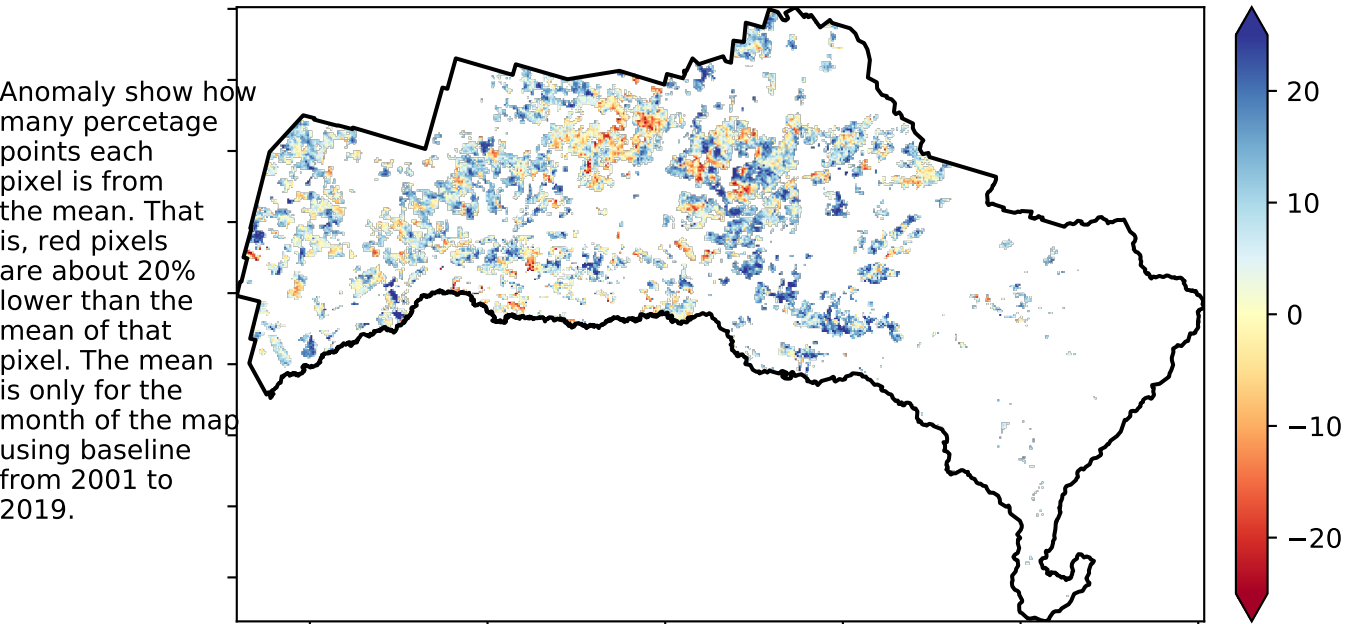 Anomaly show how
many percetage
points each
pixel is from
the mean. That
is, red pixels
are about 20%
lower than the
mean of that
pixel. The mean
is only for the
month of the map
using baseline
from 2001 to
2019.
20
10
0
−10
−20